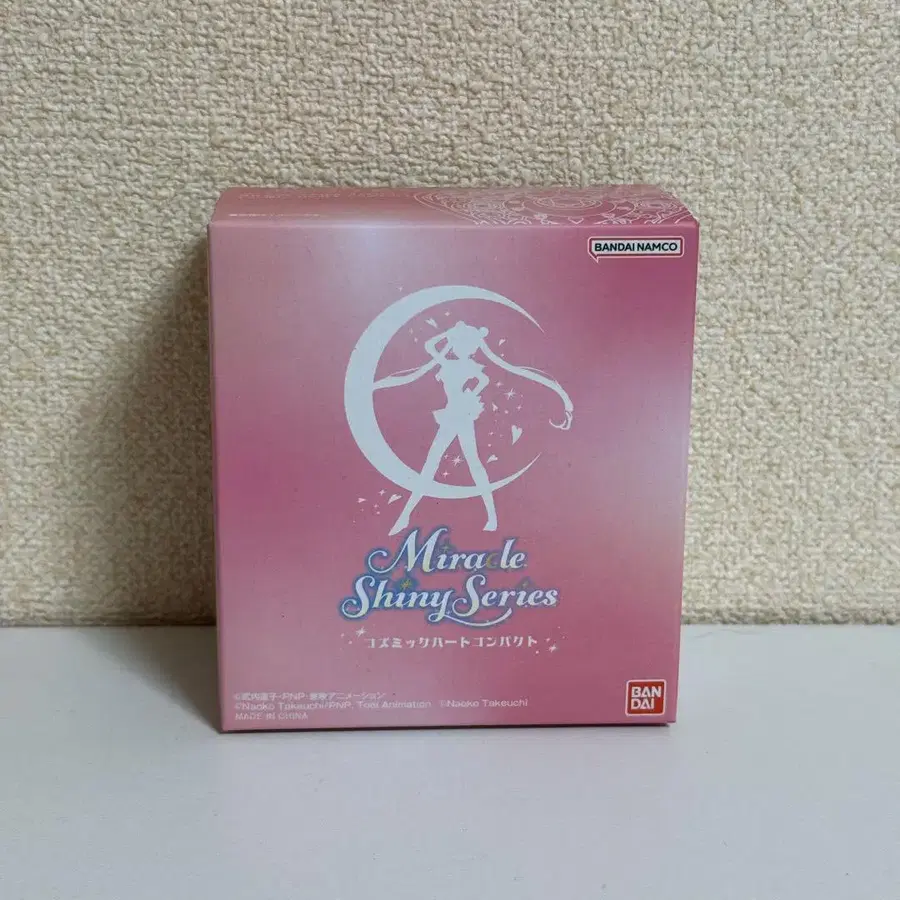 BANDAI NAMCO
Miracle
Shiny Series
コズミックハートコンパクト
©武内直子・PNP・東映アニメーション
©Naoko Takeuchi/PNP, Toei Animation ©Naoko Takeuchi
MADE IN CHINA
BAN
DAI